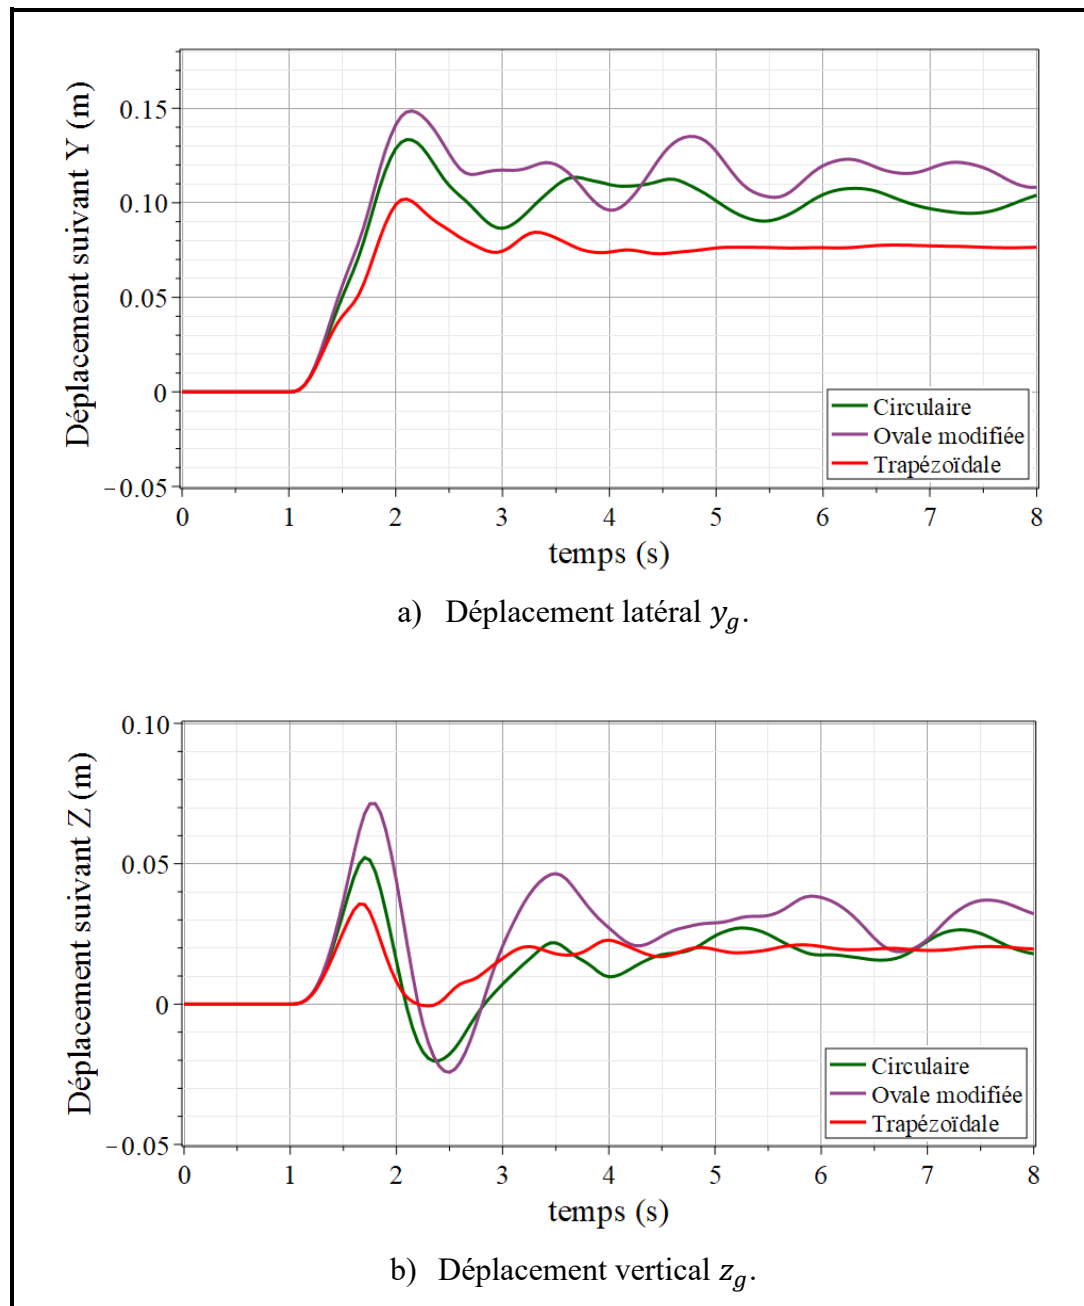 Déplacement suivant Y (m)
0.15
0.10
0.05
0
−0.05
0 1 2 3 4 5 6 7 8
temps (s)
Circulaire
Ovale modifiée
Trapézoïdale
a) Déplacement latéral y_g.
Déplacement suivant Z (m)
0.10
0.05
0
−0.05
0 1 2 3 4 5 6 7 8
temps (s)
Circulaire
Ovale modifiée
Trapézoïdale
b) Déplacement vertical z_g.